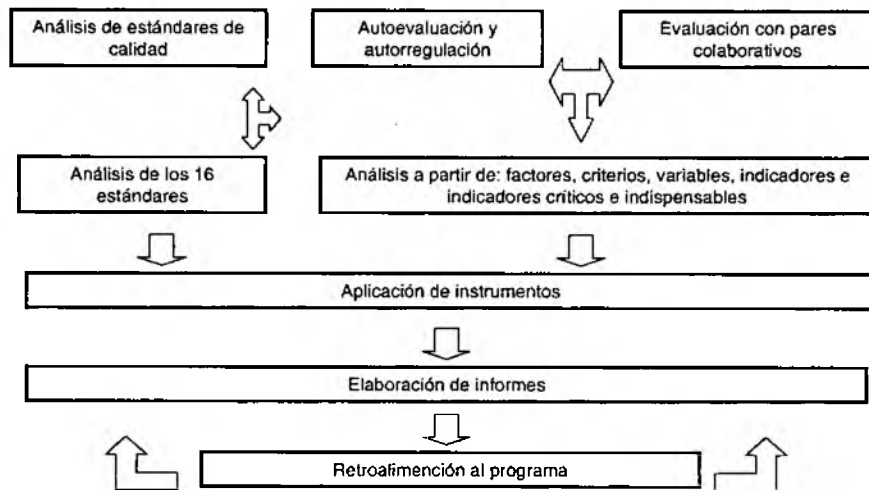 Análisis de estándares de
calidad
Autoevaluación y
autorregulación
Evaluación con pares
colaborativos
Análisis de los 16
estándares
Análisis a partir de: factores, criterios, variables, indicadores e
indicadores críticos e indispensables
Aplicación de instrumentos
Elaboración de informes
Retroalimención al programa